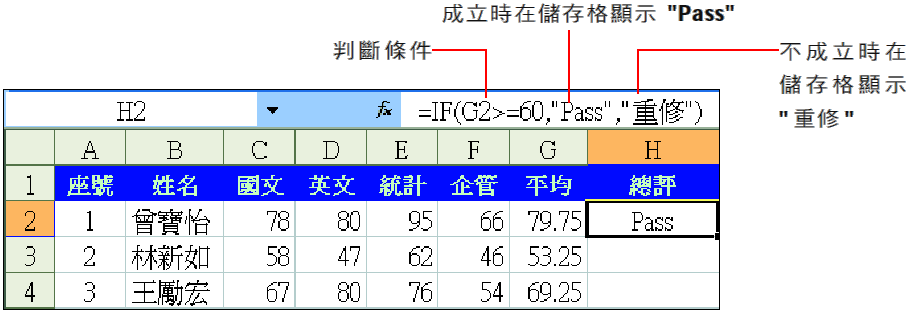 成立時在儲存格顯示 "Pass"
判斷條件
不成立時在
儲存格顯示
"重修"
H2 fx =IF(G2>=60,"Pass","重修")
A B C D E F G H
1 座號 姓名 國文 英文 統計 企管 平均 總評
2 1 曾寶怡 78 80 95 66 79.75 Pass
3 2 林新如 58 47 62 46 53.25
4 3 王勵宏 67 80 76 54 69.25